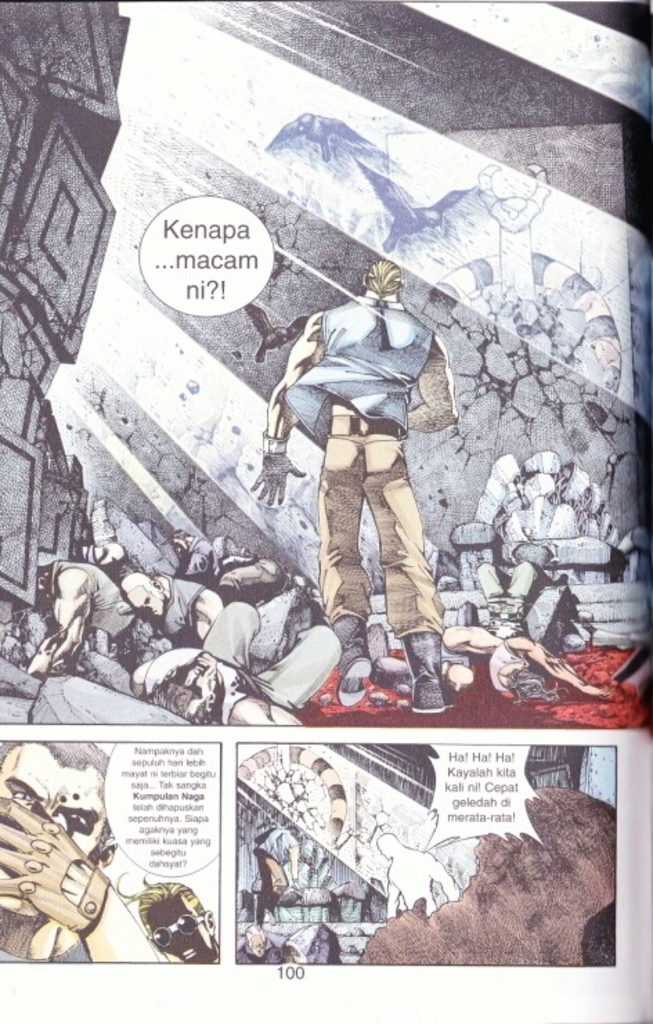 Kenapa
...macam
ni?!
Nampaknya dah
sepuluh hari lebih
mayat ni terbiar begitu
saja... Tak sangka
Kumpulan Naga
telah dihapuskan
sepenuhnya. Siapa
agaknya yang
memiliki kuasa yang
sebegitu
dahsyat?
Ha! Ha! Ha!
Kayalah kita
kali ni! Cepat
geledah di
merata-rata!
100